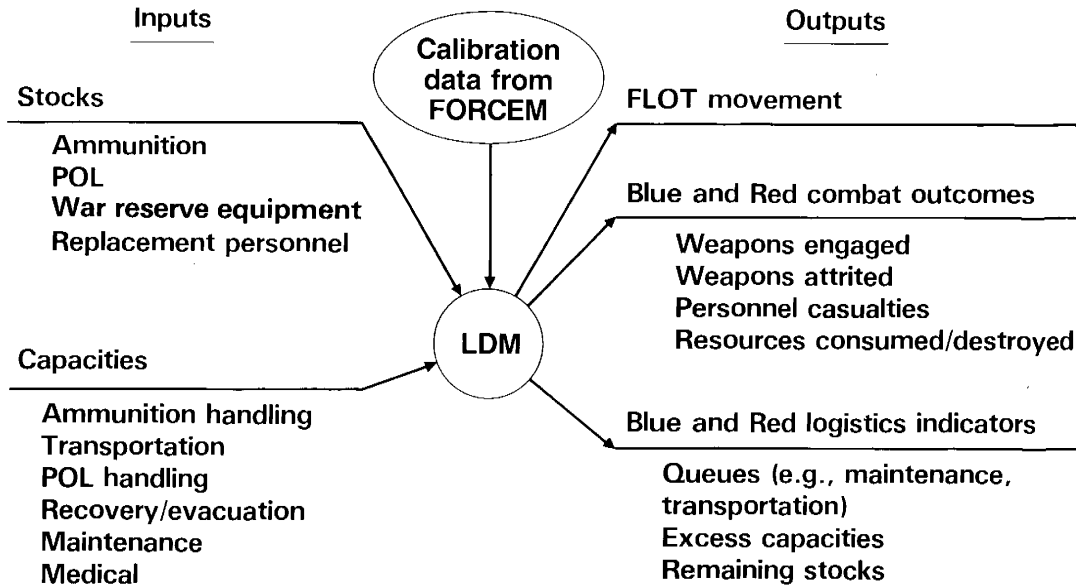 Inputs
Stocks
Ammunition
POL
War reserve equipment
Replacement personnel
Capacities
Ammunition handling
Transportation
POL handling
Recovery/evacuation
Maintenance
Medical
Calibration
data from
FORCEM
LDM
Outputs
FLOT movement
Blue and Red combat outcomes
Weapons engaged
Weapons attrited
Personnel casualties
Resources consumed/destroyed
Blue and Red logistics indicators
Queues (e.g., maintenance,
transportation)
Excess capacities
Remaining stocks